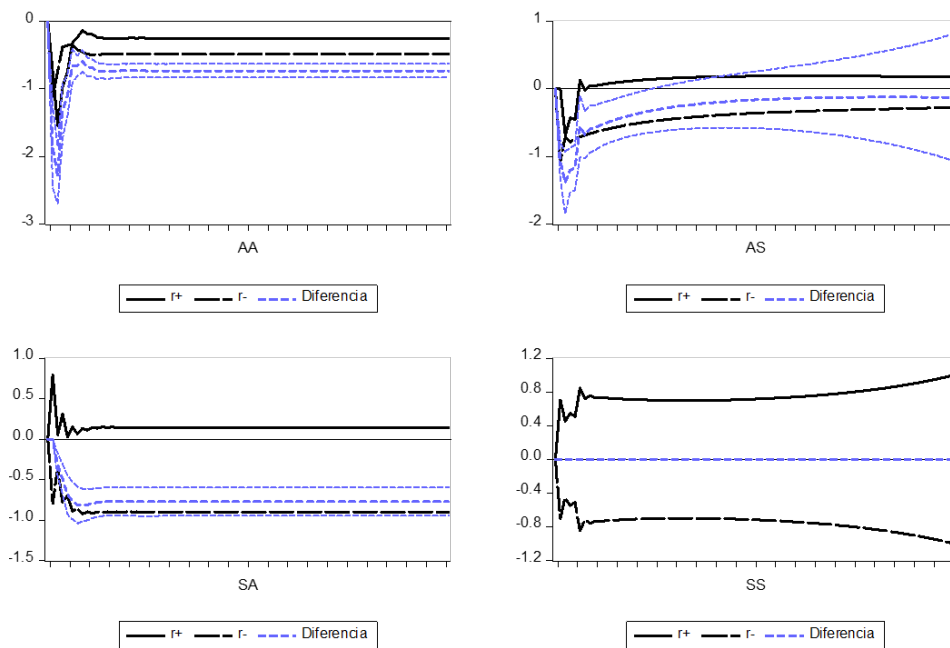 0
-1
-2
-3
AA
r+ r- Diferencia
1
0
-1
-2
AS
r+ r- Diferencia
1.0
0.5
0.0
-0.5
-1.0
-1.5
SA
r+ r- Diferencia
1.2
0.8
0.4
0.0
-0.4
-0.8
-1.2
SS
r+ r- Diferencia